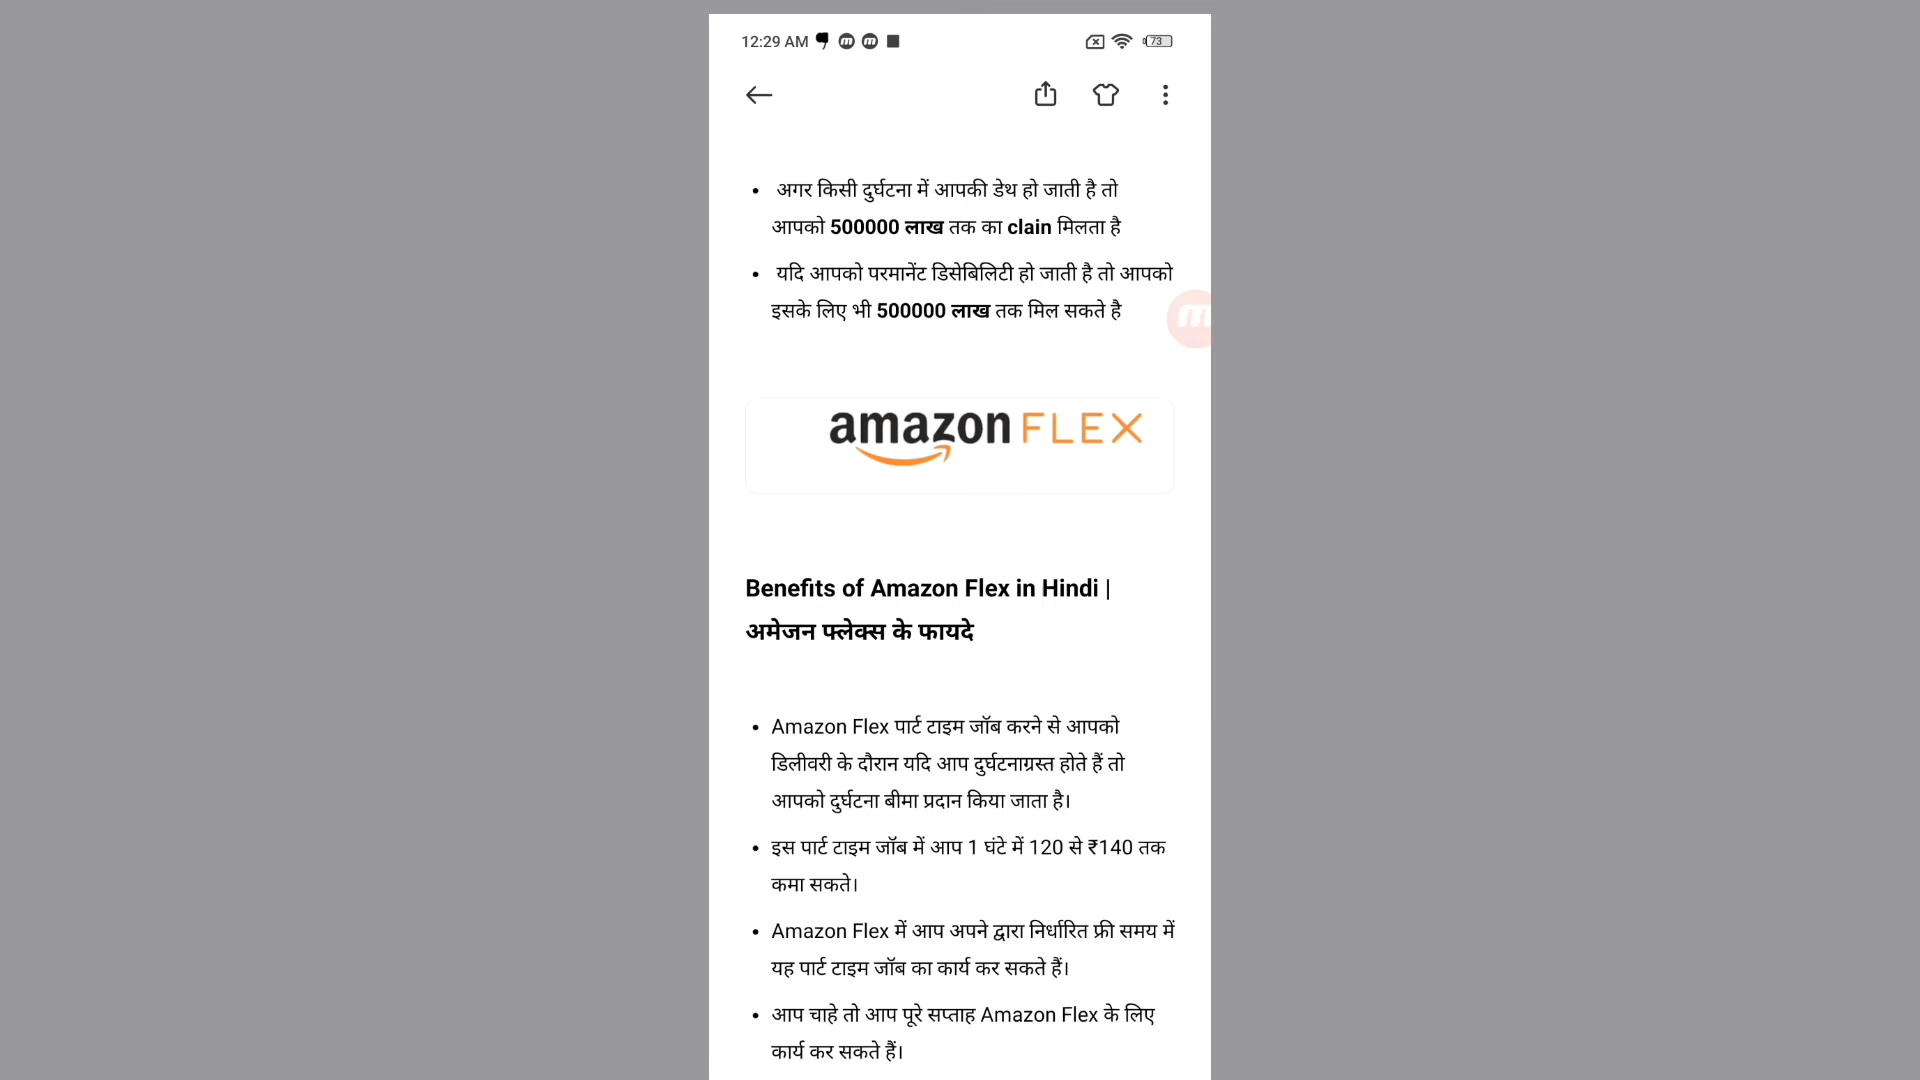 12:29 AM
73
अगर किसी दुर्घटना में आपकी डेथ हो जाती है तो
आपको 500000 लाख तक का clain मिलता है
यदि आपको परमानेंट डिसेबिलिटी हो जाती है तो आपको
इसके लिए भी 500000 लाख तक मिल सकते है
amazon FLEX
Benefits of Amazon Flex in Hindi |
अमेजन फ्लेक्स के फायदे
Amazon Flex पार्ट टाइम जॉब करने से आपको
डिलीवरी के दौरान यदि आप दुर्घटनाग्रस्त होते हैं तो
आपको दुर्घटना बीमा प्रदान किया जाता है।
इस पार्ट टाइम जॉब में आप 1 घंटे में 120 से ₹140 तक
कमा सकते।
Amazon Flex में आप अपने द्वारा निर्धारित फ्री समय में
यह पार्ट टाइम जॉब का कार्य कर सकते हैं।
आप चाहे तो आप पूरे सप्ताह Amazon Flex के लिए
कार्य कर सकते हैं।